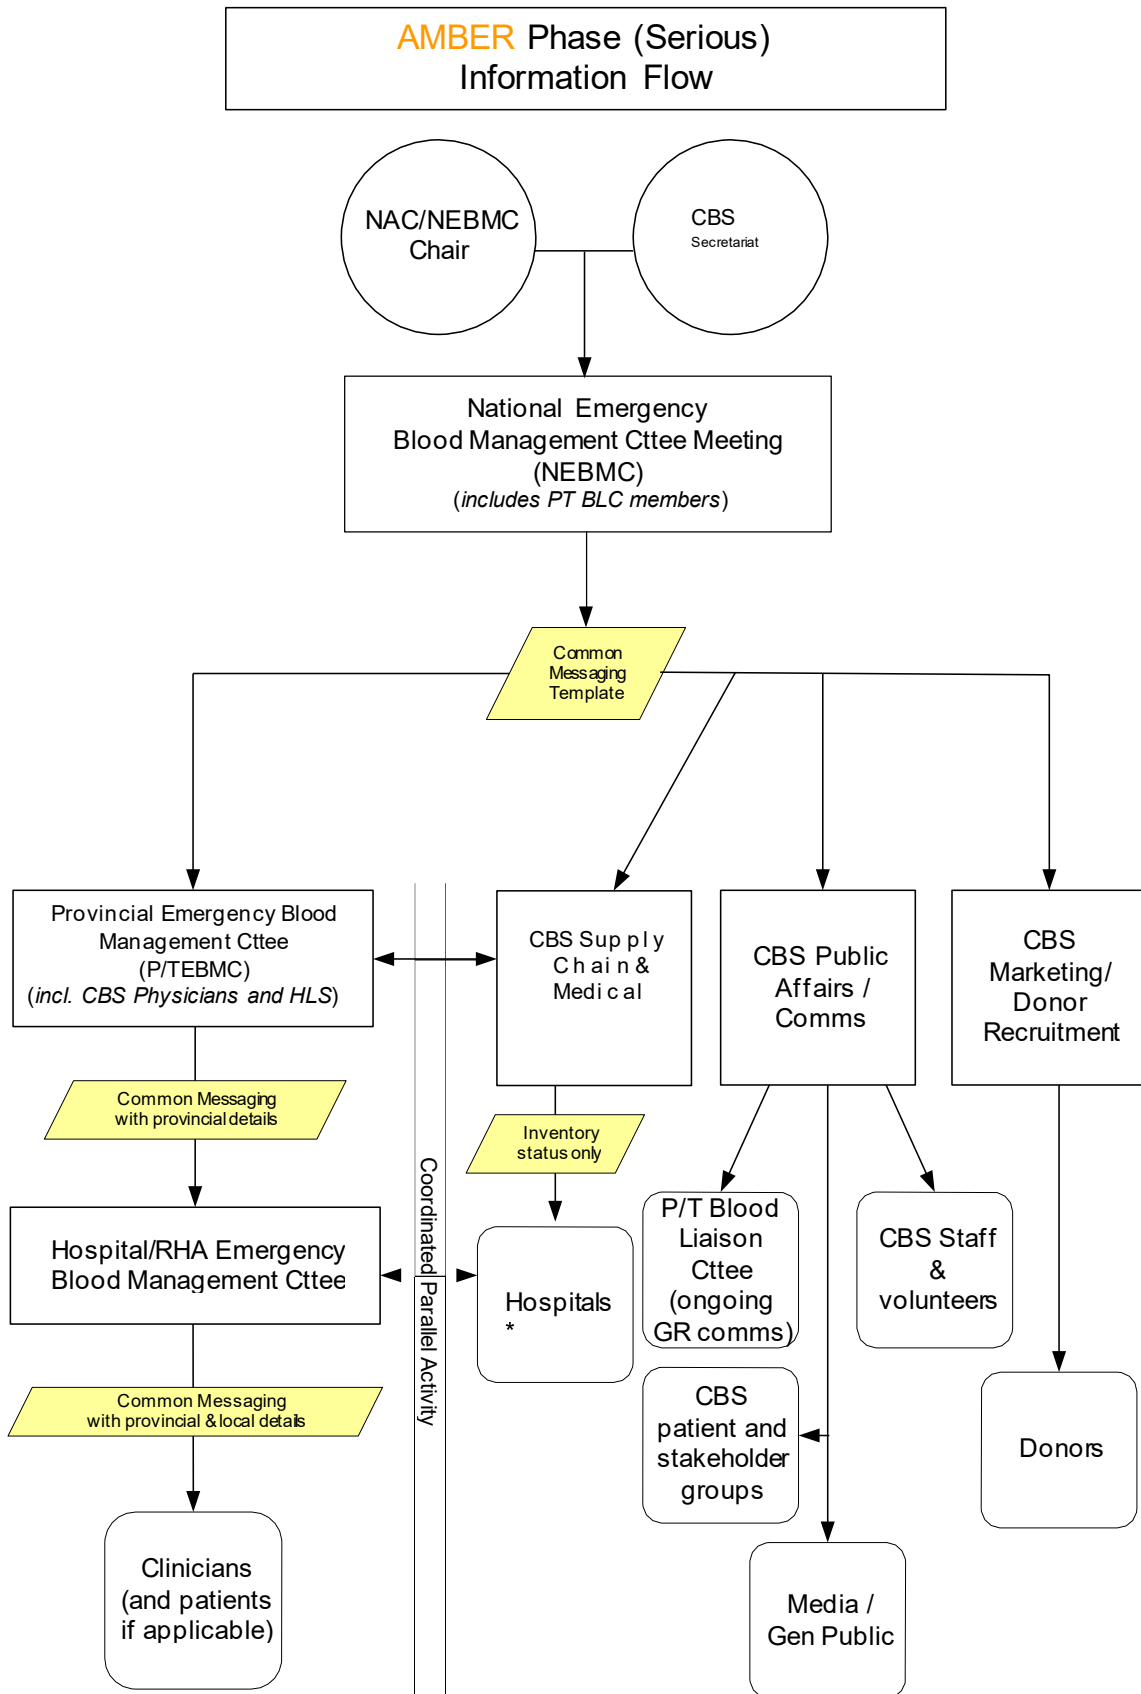 AMBER Phase (Serious)
Information Flow
NAC/NEBMC
Chair
CBS
Secretariat
National Emergency
Blood Management Cttee Meeting
(NEBMC)
(includes PT BLC members)
Common
Messaging
Template
Provincial Emergency Blood
Management Cttee
(P/TEBMC)
(incl. CBS Physicians and HLS)
CBS Supply
Chain &
Medical
CBS Public
Affairs /
Comms
CBS
Marketing/
Donor
Recruitment
Common Messaging
with provincial details
Inventory
status only
Coordinated Parallel Activity
Hospital/RHA Emergency
Blood Management Cttee
Hospitals
*
P/T Blood
Liaison
Cttee
(ongoing
GR comms)
CBS Staff
&
volunteers
Common Messaging
with provincial & local details
CBS
patient and
stakeholder
groups
Donors
Clinicians
(and patients
if applicable)
Media /
Gen Public